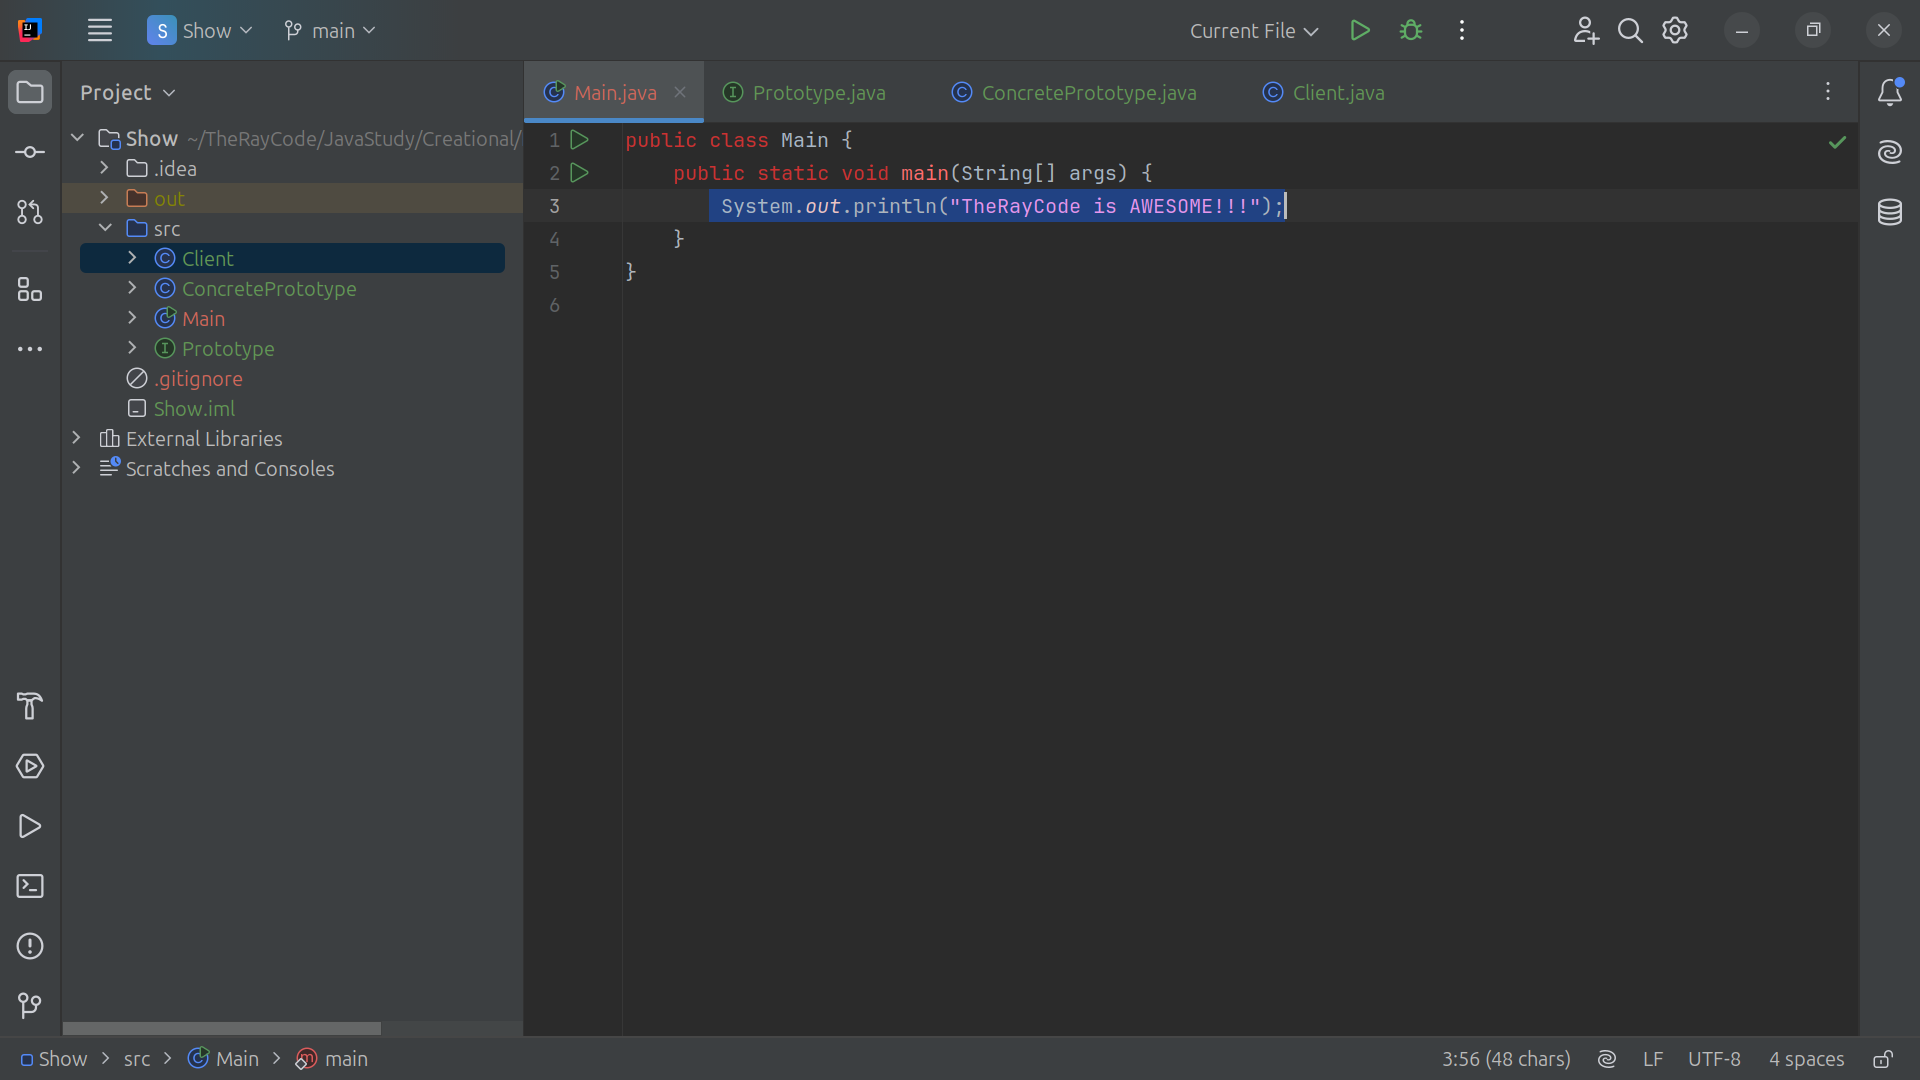 S Show main Current File
Project
Show ~/TheRayCode/JavaStudy/Creational/
.idea
out
src
Client
ConcretePrototype
Main
Prototype
.gitignore
Show.iml
External Libraries
Scratches and Consoles
Main.java Prototype.java ConcretePrototype.java Client.java
1 public class Main {
2 public static void main(String[] args) {
3 System.out.println("TheRayCode is AWESOME!!!");
4 }
5 }
6
Show src Main main 3:56 (48 chars) LF UTF-8 4 spaces